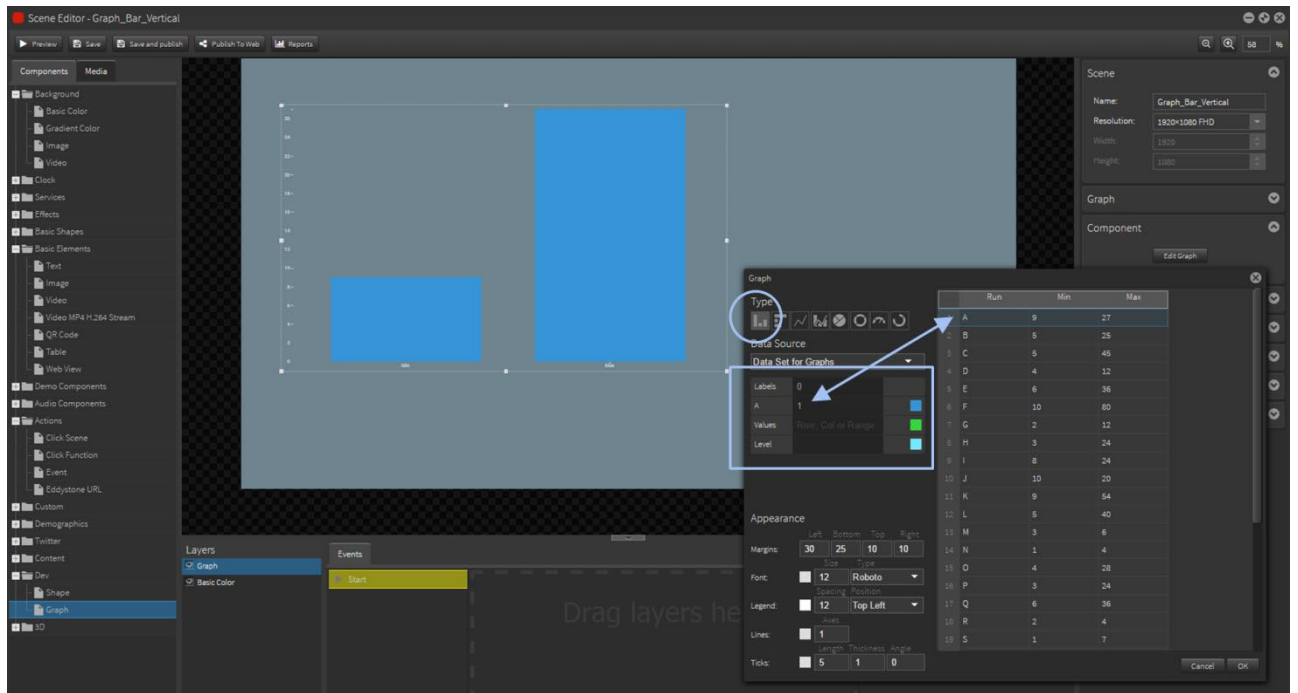 Scene Editor - Graph_Bar_Vertical
Preview Save Save and publish Publish To Web Reports
58 %
Components Media
Background
Basic Color
Gradient Color
Image
Video
Clock
Services
Effects
Basic Shapes
Basic Elements
Text
Image
Video
Video MP4 H.264 Stream
QR Code
Table
Web View
Demo Components
Audio Components
Actions
Click Scene
Click Function
Event
Eddystone URL
Custom
Demographics
Twitter
Content
Dev
Shape
Graph
3D
Layers
Graph
Basic Color
Events
Start
Drag layers he
Scene
Name: Graph_Bar_Vertical
Resolution: 1920×1080 FHD
Width: 1920
Height: 1080
Graph
Component
Edit Graph
Graph
Type
Data Source
Data Set for Graphs
Labels 0
A 1
Values Row, Col or Range
Level
Appearance
Left Bottom Top Right
Margins: 30 25 10 10
Size Type
Font: 12 Roboto
Spacing Position
Legend: 12 Top Left
Axes
Lines: 1
Length Thickness Angle
Ticks: 5 1 0
Run Min Max
A 9 27
2 B 5 25
3 C 5 45
4 D 4 12
5 E 6 36
6 F 10 80
7 G 2 12
8 H 3 24
9 I 8 24
10 J 10 20
11 K 9 54
12 L 5 40
13 M 3 6
14 N 1 4
15 O 4 28
16 P 3 24
17 Q 6 36
18 R 2 4
19 S 1 7
Cancel OK